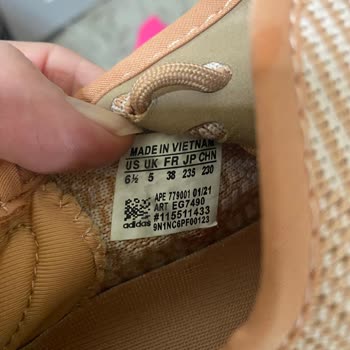 MADE IN VIETNAM
US UK FR JP CHN
6½ 5 38 235 230
APE 779001 01/21
ART EG7490
#115511433
adidas 9N1NC6PF00123